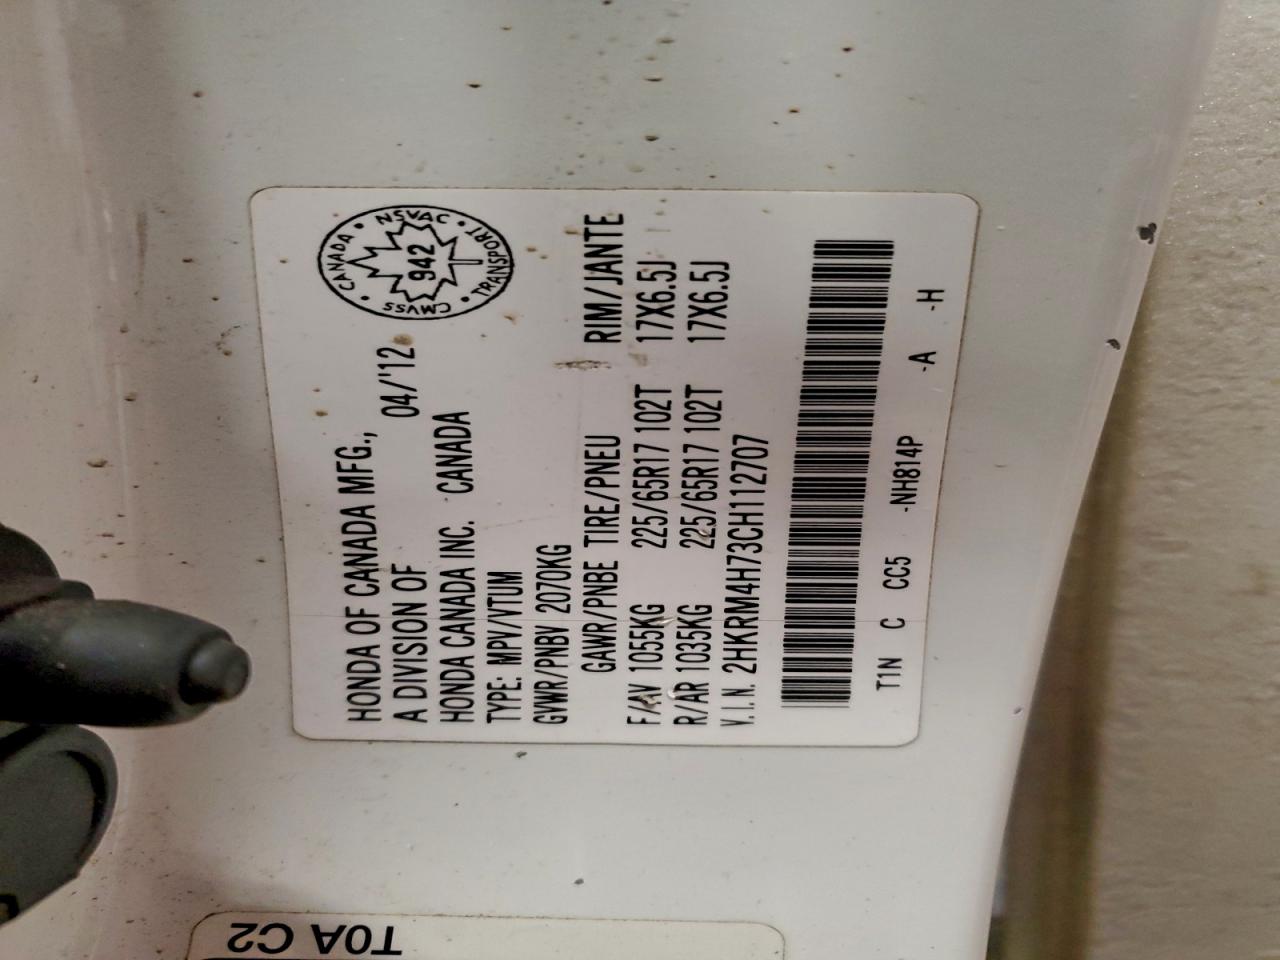 HONDA OF CANADA MFG.,
A DIVISION OF 04/'12
HONDA CANADA INC. CANADA
TYPE: MPV/VTUM
GVWR/PNBV 2070KG
GAWR/PNBE TIRE/PNEU RIM/JANTE
F/AV 1055KG 225/65R17 102T 17X6.5J
R/AR 1035KG 225/65R17 102T 17X6.5J
V.I.N. 2HKRM4H73CH112707
T1N C CC5 -NH814P -A -H
CANADA • NSVAC • TRANSPORT • CMVSS •
942
T0A C2